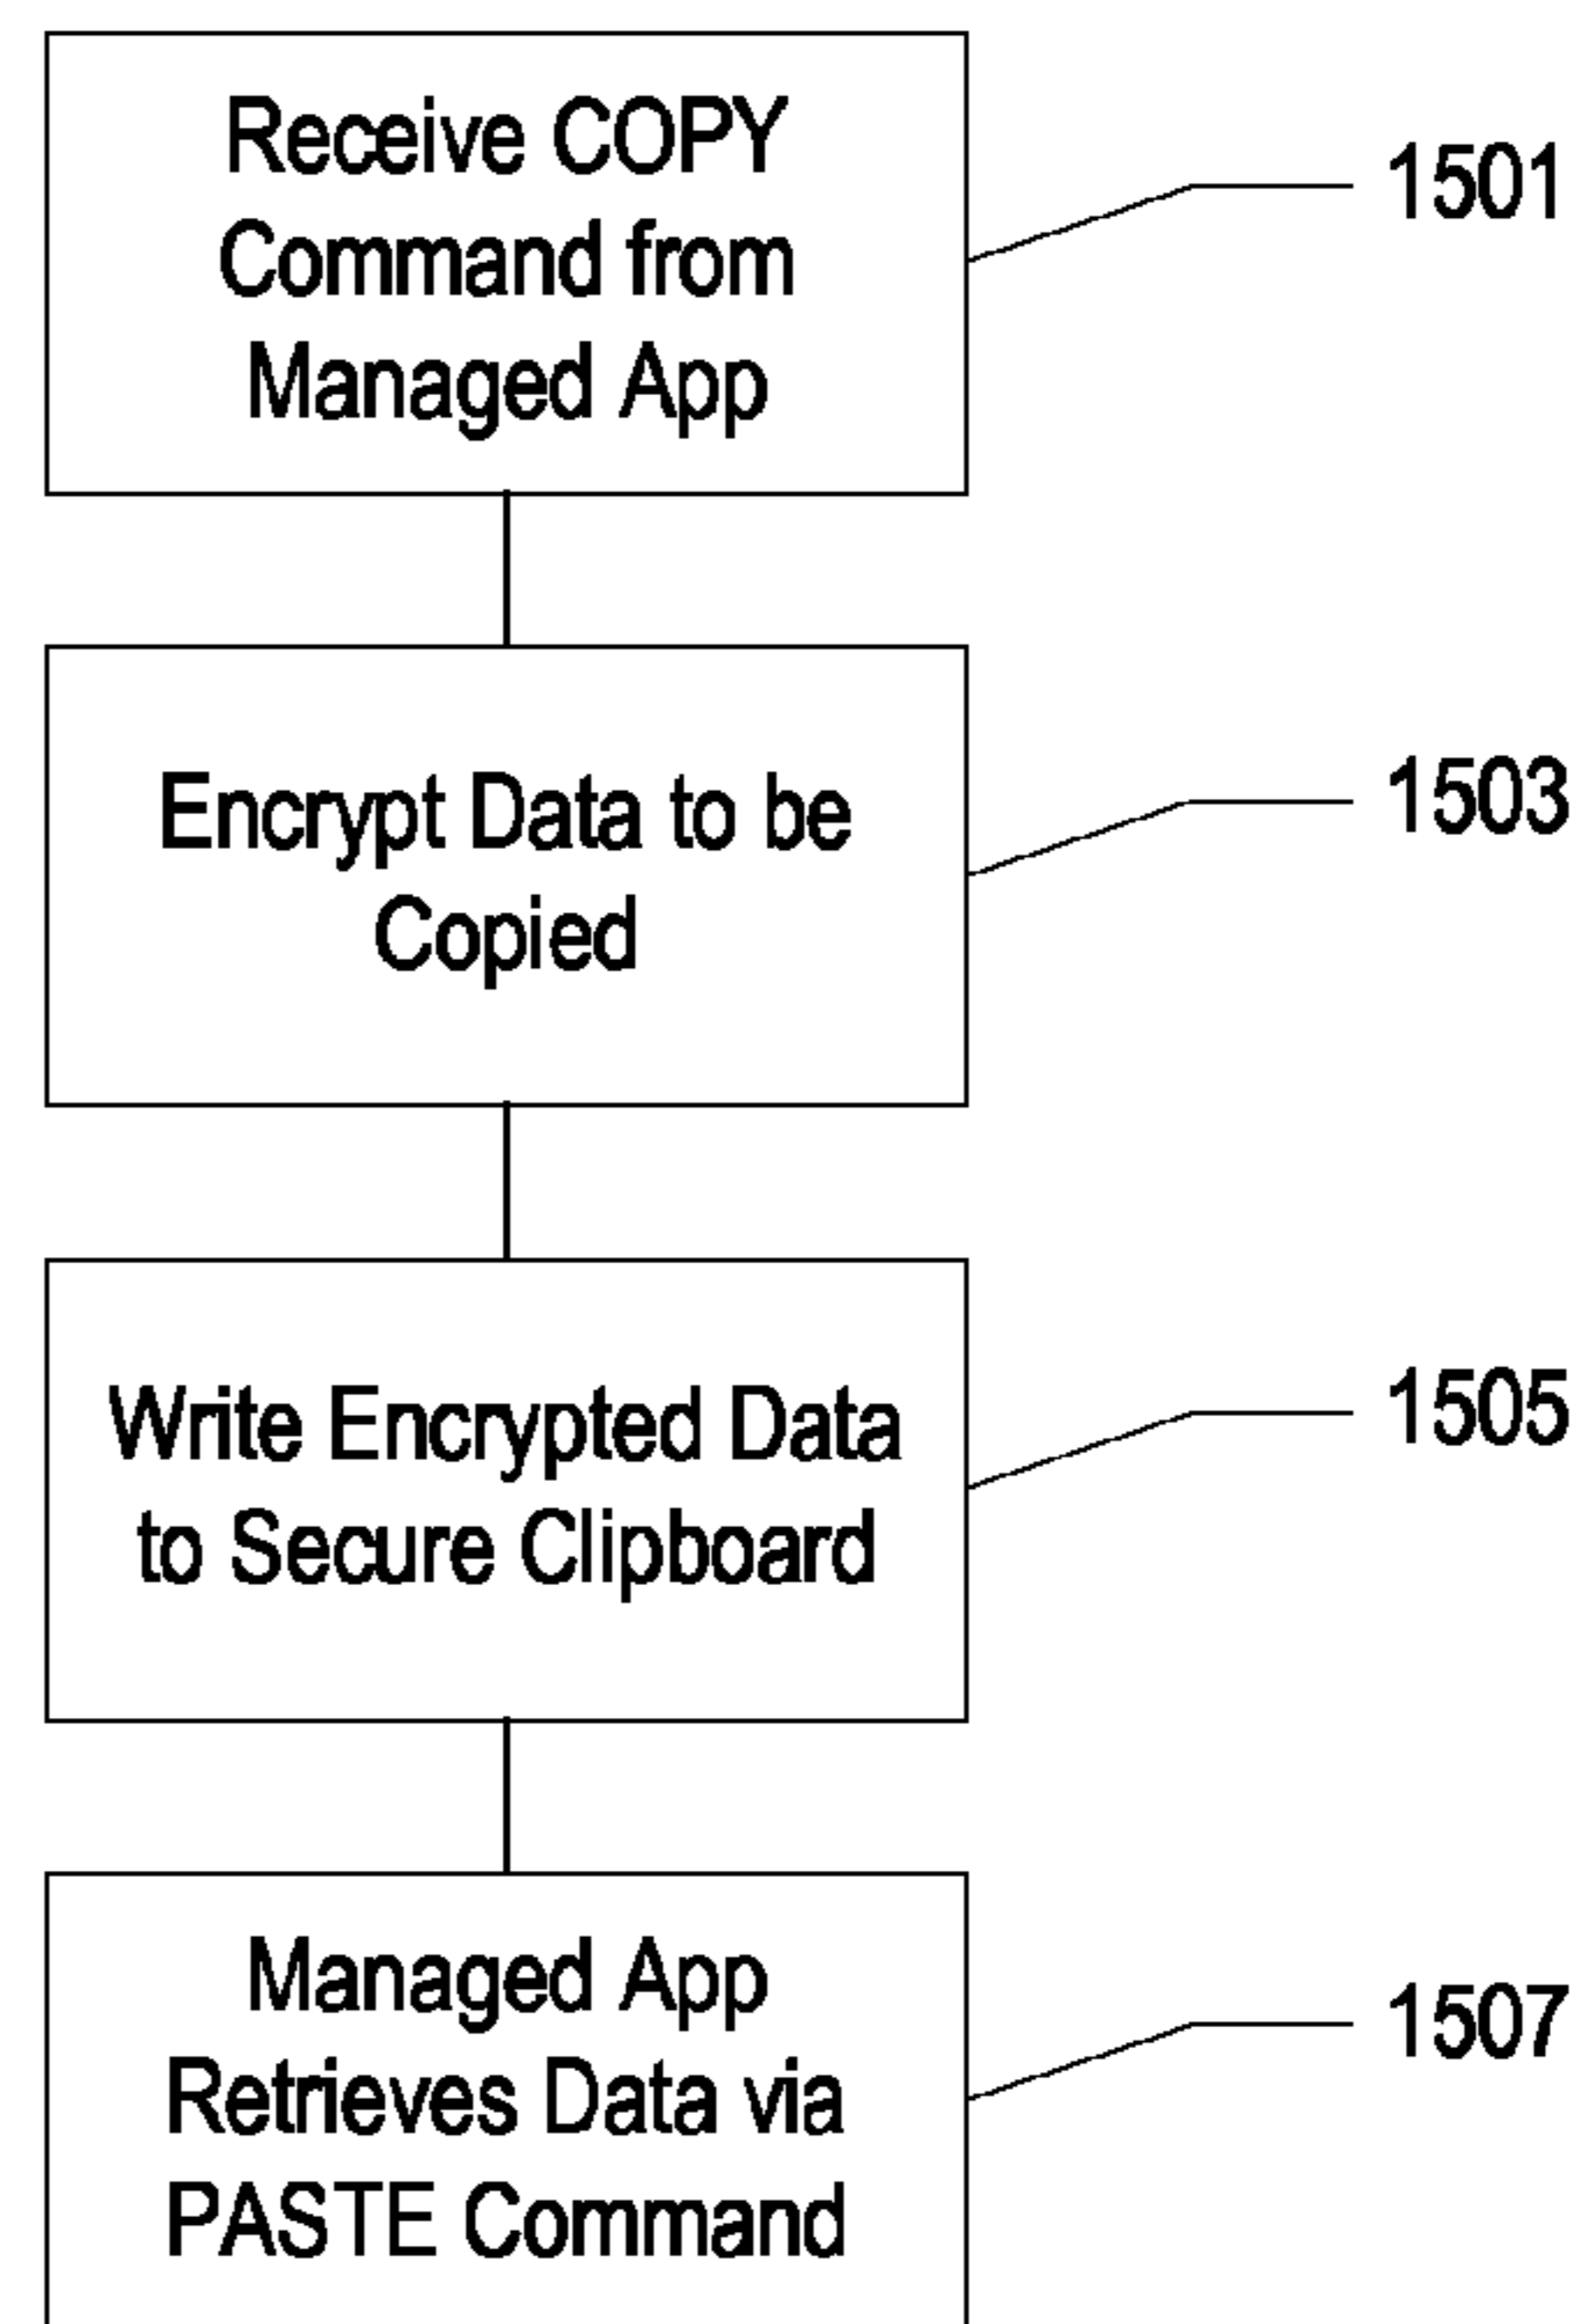 Receive COPY
Command from
Managed App
1501
Encrypt Data to be
Copied
1503
Write Encrypted Data
to Secure Clipboard
1505
Managed App
Retrieves Data via
PASTE Command
1507